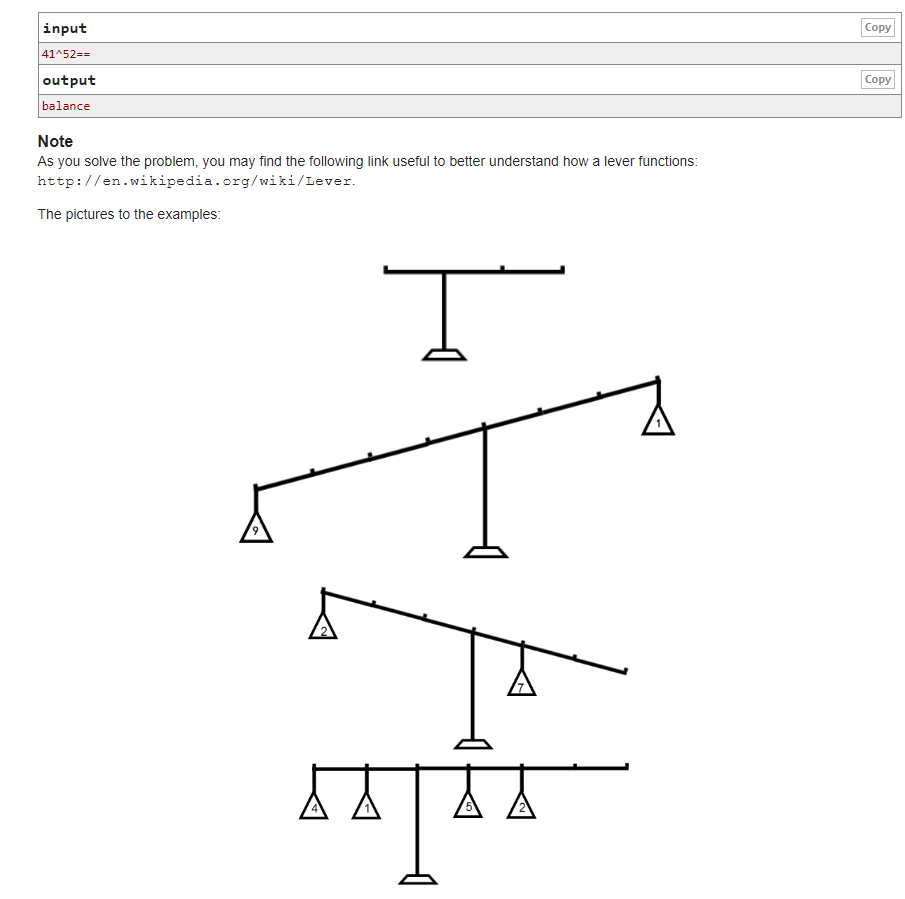 input
Copy
41^52==
output
Copy
balance
Note
As you solve the problem, you may find the following link useful to better understand how a lever functions:
http://en.wikipedia.org/wiki/Lever.
The pictures to the examples:
1
9
2
7
4 1 5 2